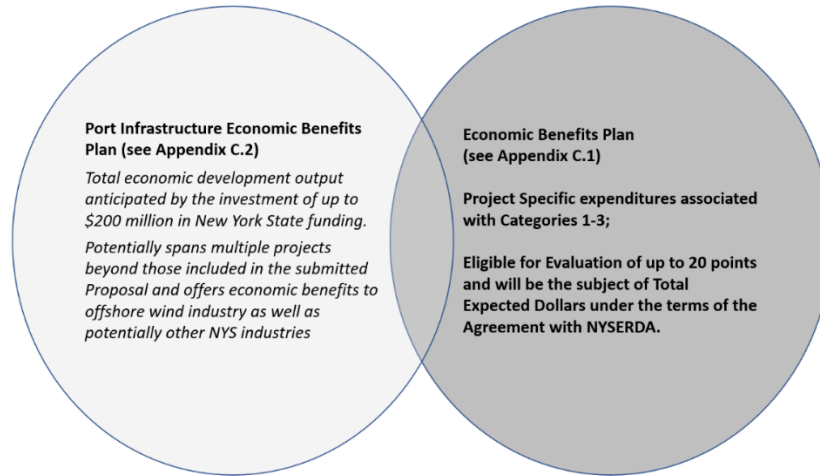 Port Infrastructure Economic Benefits
Plan (see Appendix C.2)
Total economic development output
anticipated by the investment of up to
$200 million in New York State funding.
Potentially spans multiple projects
beyond those included in the submitted
Proposal and offers economic benefits to
offshore wind industry as well as
potentially other NYS industries
Economic Benefits Plan
(see Appendix C.1)
Project Specific expenditures associated
with Categories 1-3;
Eligible for Evaluation of up to 20 points
and will be the subject of Total
Expected Dollars under the terms of the
Agreement with NYSERDA.